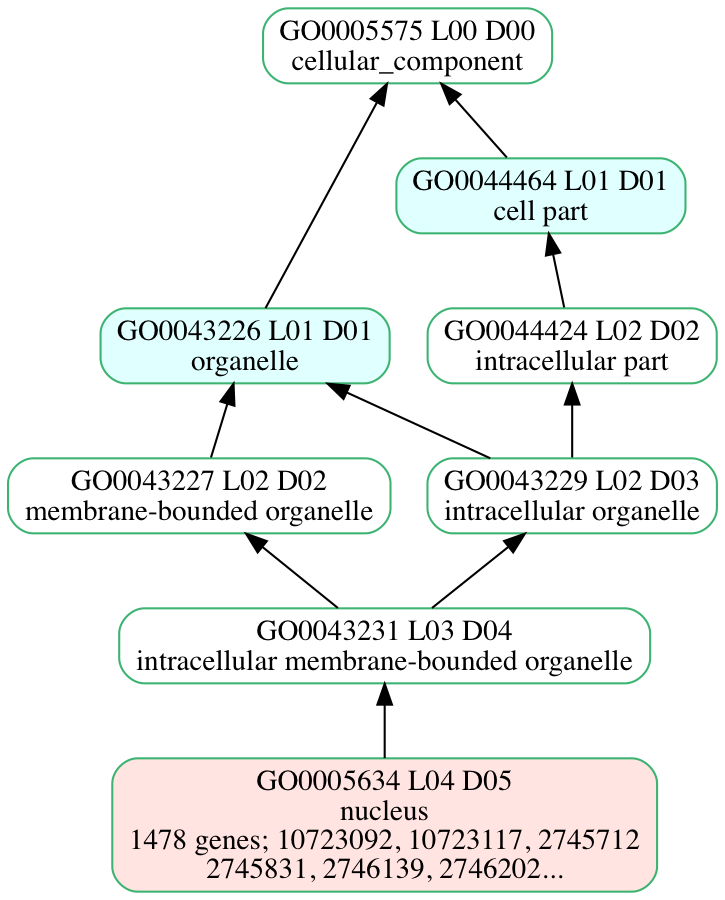 GO0005575 L00 D00
cellular_component
GO0044464 L01 D01
cell part
GO0043226 L01 D01
organelle
GO0044424 L02 D02
intracellular part
GO0043227 L02 D02
membrane-bounded organelle
GO0043229 L02 D03
intracellular organelle
GO0043231 L03 D04
intracellular membrane-bounded organelle
GO0005634 L04 D05
nucleus
1478 genes; 10723092, 10723117, 2745712
2745831, 2746139, 2746202...